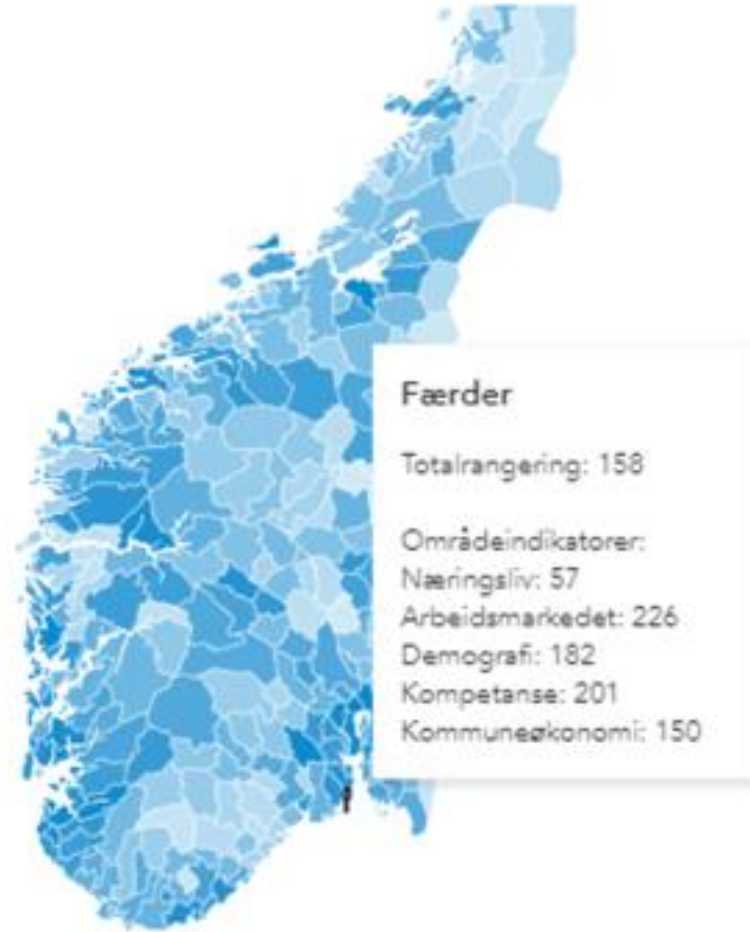 Færder
Totalrangering: 158
Områdeindikatorer:
Næringsliv: 57
Arbeidsmarkedet: 226
Demografi: 182
Kompetanse: 201
Kommuneøkonomi: 150